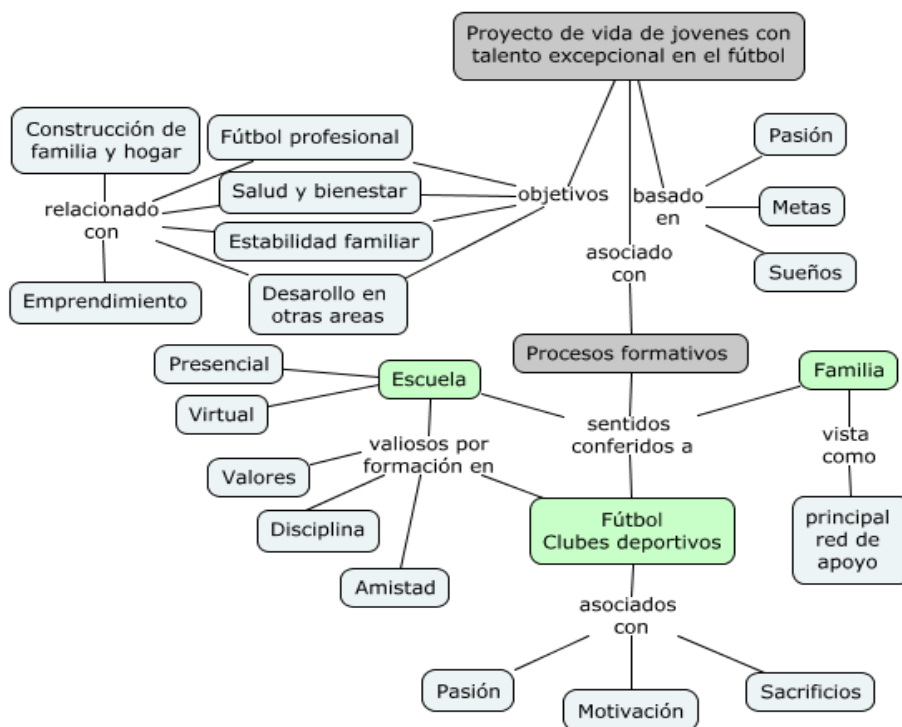 Proyecto de vida de jovenes con
talento excepcional en el fútbol
Construcción de
familia y hogar
Fútbol profesional
Pasión
Salud y bienestar
objetivos
basado
en
relacionado
con
Metas
Estabilidad familiar
asociado
con
Sueños
Emprendimiento
Desarollo en
otras areas
Procesos formativos
Presencial
Escuela
Familia
Virtual
sentidos
conferidos a
vista
como
valiosos por
formación en
Valores
Disciplina
Fútbol
Clubes deportivos
principal
red de
apoyo
Amistad
asociados
con
Pasión
Motivación
Sacrificios